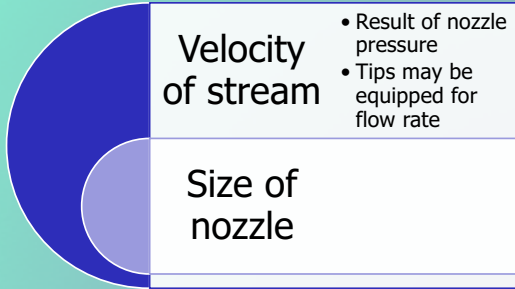 Velocity
of stream
• Result of nozzle
pressure
• Tips may be
equipped for
flow rate
Size of
nozzle